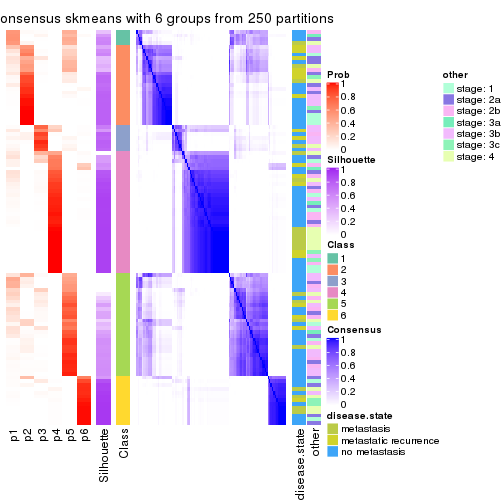 onsensus skmeans with 6 groups from 250 partitions
Prob
1
0.8
0.6
0.4
0.2
0
Silhouette
1
0.8
0.6
0.4
0.2
0
Class
1
2
3
4
5
6
Consensus
1
0.8
0.6
0.4
0.2
0
disease.state
metastasis
metastatic recurrence
no metastasis
other
stage: 1
stage: 2a
stage: 2b
stage: 3a
stage: 3b
stage: 3c
stage: 4
p1
p2
p3
p4
p5
p6
Silhouette
Class
disease.state
other